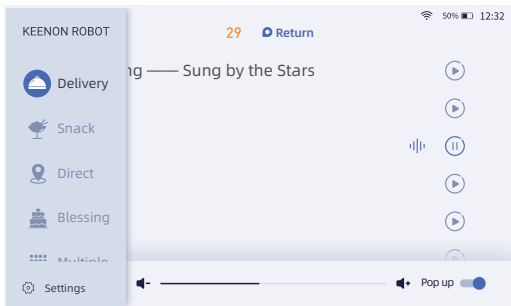 50% 12:32
KEENON ROBOT
29 Return
ng —— Sung by the Stars
Delivery
Snack
Direct
Blessing
Multiple
Settings
- + Pop up